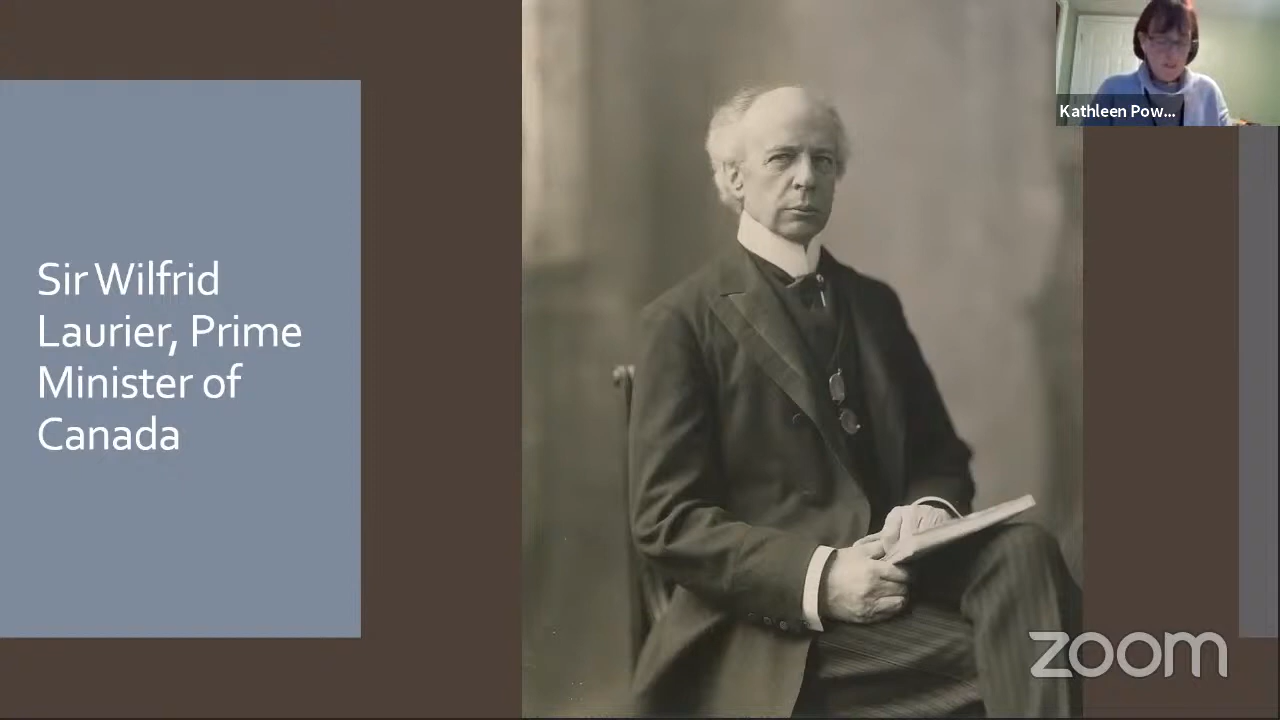 Kathleen Pow...
Sir Wilfrid
Laurier, Prime
Minister of
Canada
zoom